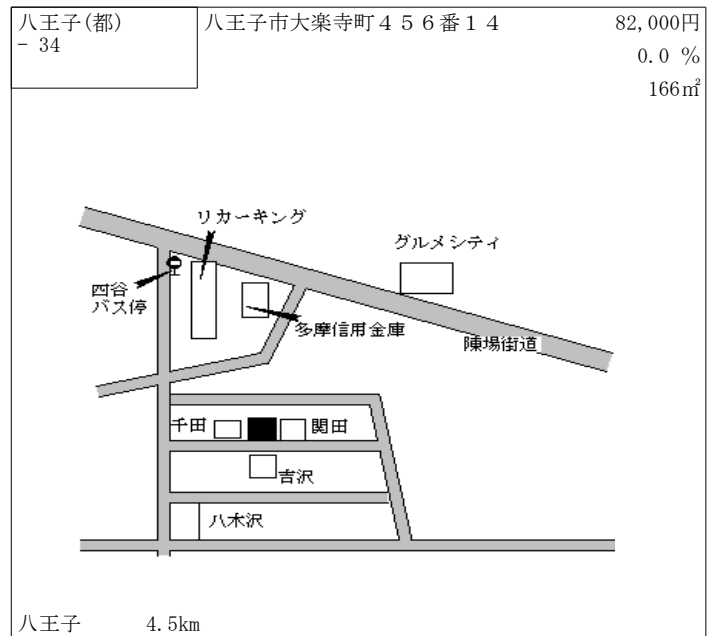 八王子(都)
- 34
八王子市大楽寺町４５６番１４
82,000円
0.0 %
166㎡
リカーキング
グルメシティ
四谷
バス停
多摩信用金庫
陣場街道
千田
関田
吉沢
八木沢
八王子 4.5km